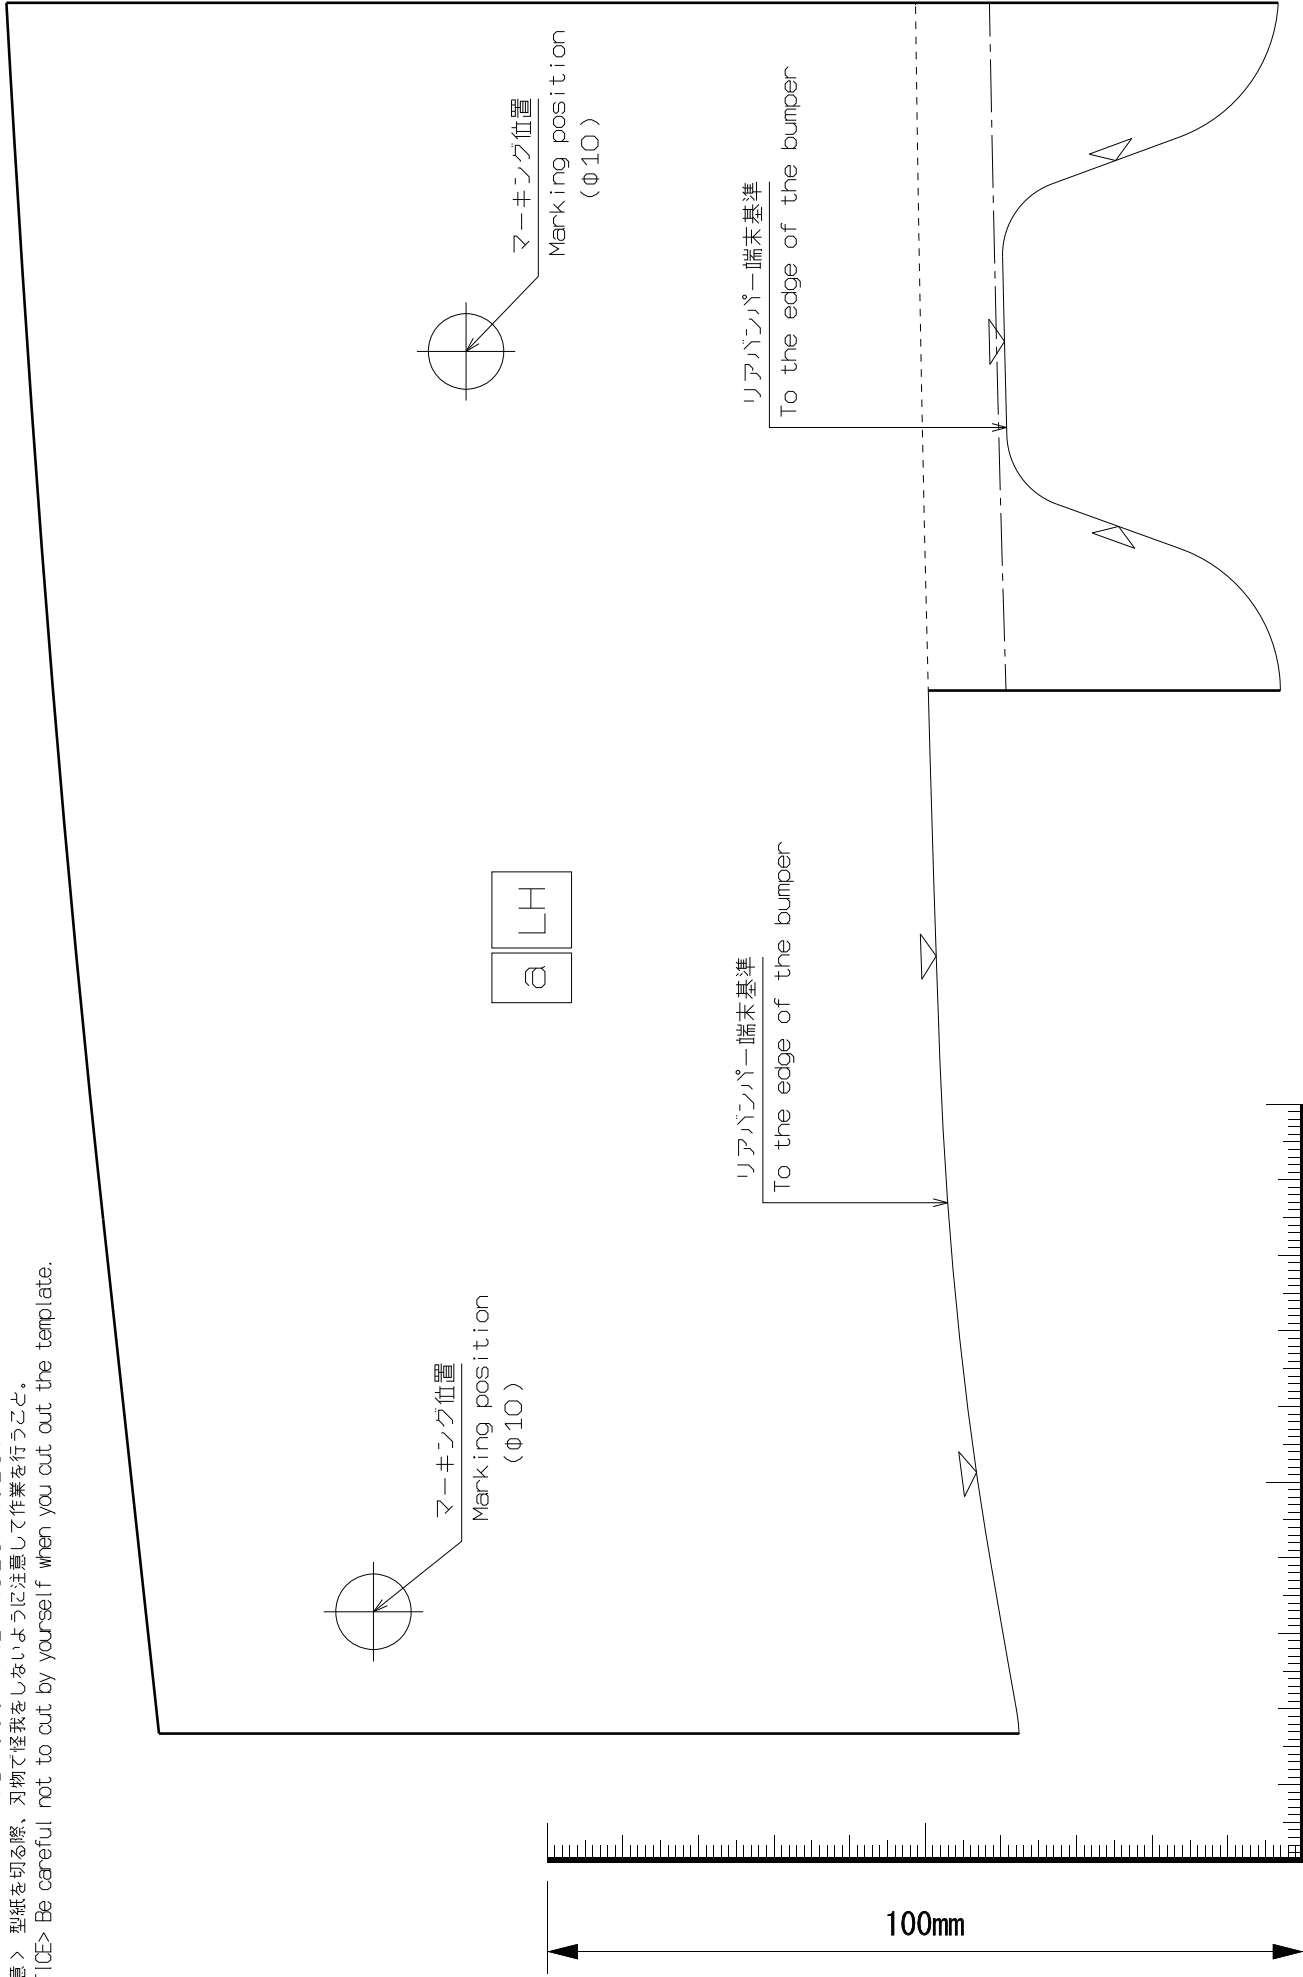 型紙を切る際、刃物で怪我をしないように注意して作業を行うこと。
Be careful not to cut by yourself when you cut out the template.
マーキング位置
Marking position
(Φ10)
マーキング位置
Marking position
(Φ10)
a LH
リアバンパー端末基準
To the edge of the bumper
リアバンパー端末基準
To the edge of the bumper
100mm